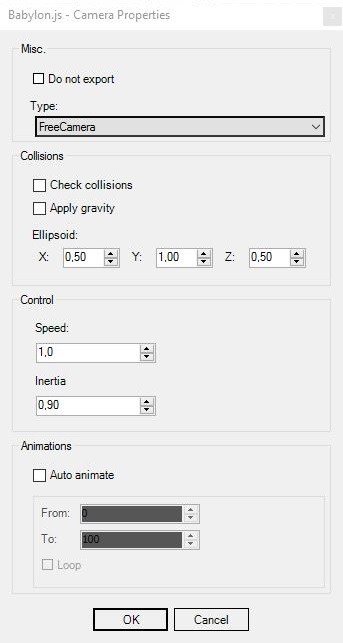 Babylon.js - Camera Properties
Misc.
Do not export
Type:
FreeCamera
Collisions
Check collisions
Apply gravity
Ellipsoid:
X: 0,50 Y: 1,00 Z: 0,50
Control
Speed:
1,0
Inertia
0,90
Animations
Auto animate
From: 0
To: 100
Loop
OK Cancel